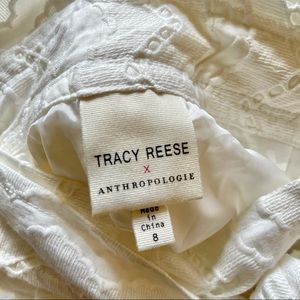 TRACY REESE
X
ANTHROPOLOGIE
Made
in
China
8